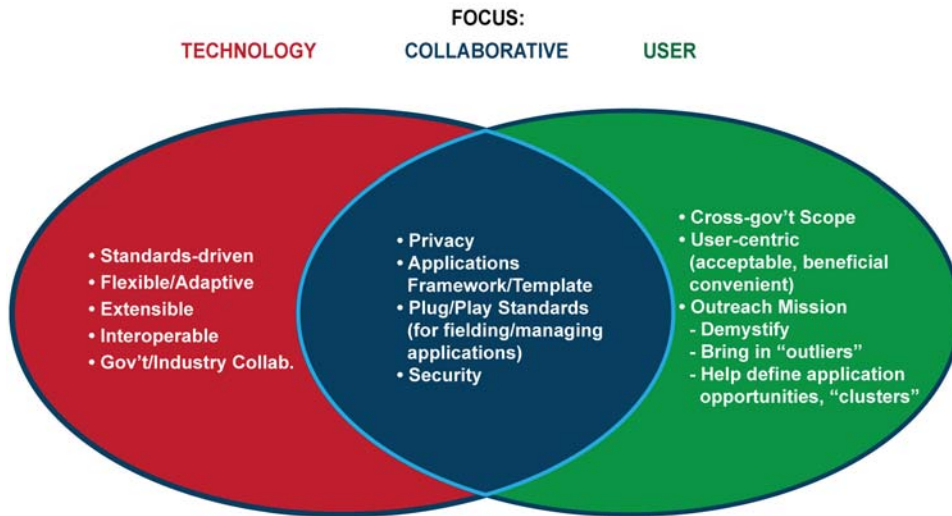 FOCUS:
TECHNOLOGY COLLABORATIVE USER
• Standards-driven
• Flexible/Adaptive
• Extensible
• Interoperable
• Gov’t/Industry Collab.
• Privacy
• Applications
Framework/Template
• Plug/Play Standards
(for fielding/managing
applications)
• Security
• Cross-gov’t Scope
• User-centric
(acceptable, beneficial
convenient)
• Outreach Mission
- Demystify
- Bring in “outliers”
- Help define application
opportunities, “clusters”